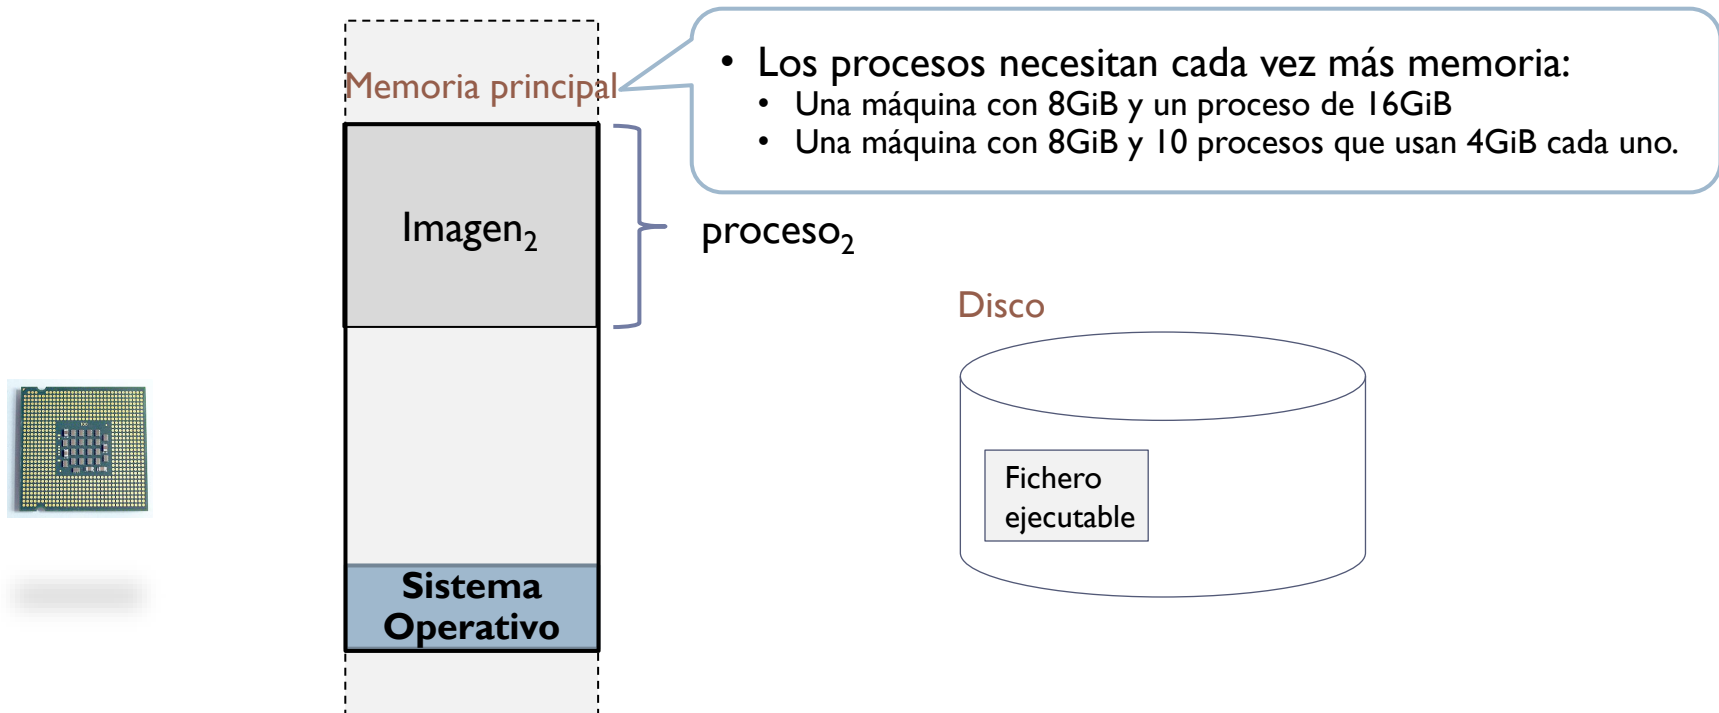 Memoria principal
• Los procesos necesitan cada vez más memoria:
• Una máquina con 8GiB y un proceso de 16GiB
• Una máquina con 8GiB y 10 procesos que usan 4GiB cada uno.
Imagen₂
proceso₂
Disco
Fichero
ejecutable
Sistema
Operativo